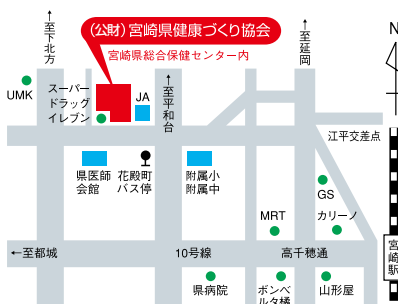 (公財)宮崎県健康づくり協会
宮崎県総合保健センター内
↑至下北方
↑至延岡
N
UMK
スーパー
ドラッグ
イレブン
JA
↑至平和台
江平交差点
県医師
会館
花殿町
バス停
附属小
附属中
GS
MRT
カリーノ
←至都城
10号線
高千穂通
宮崎駅
県病院
ボンベ
ルタ橘
山形屋